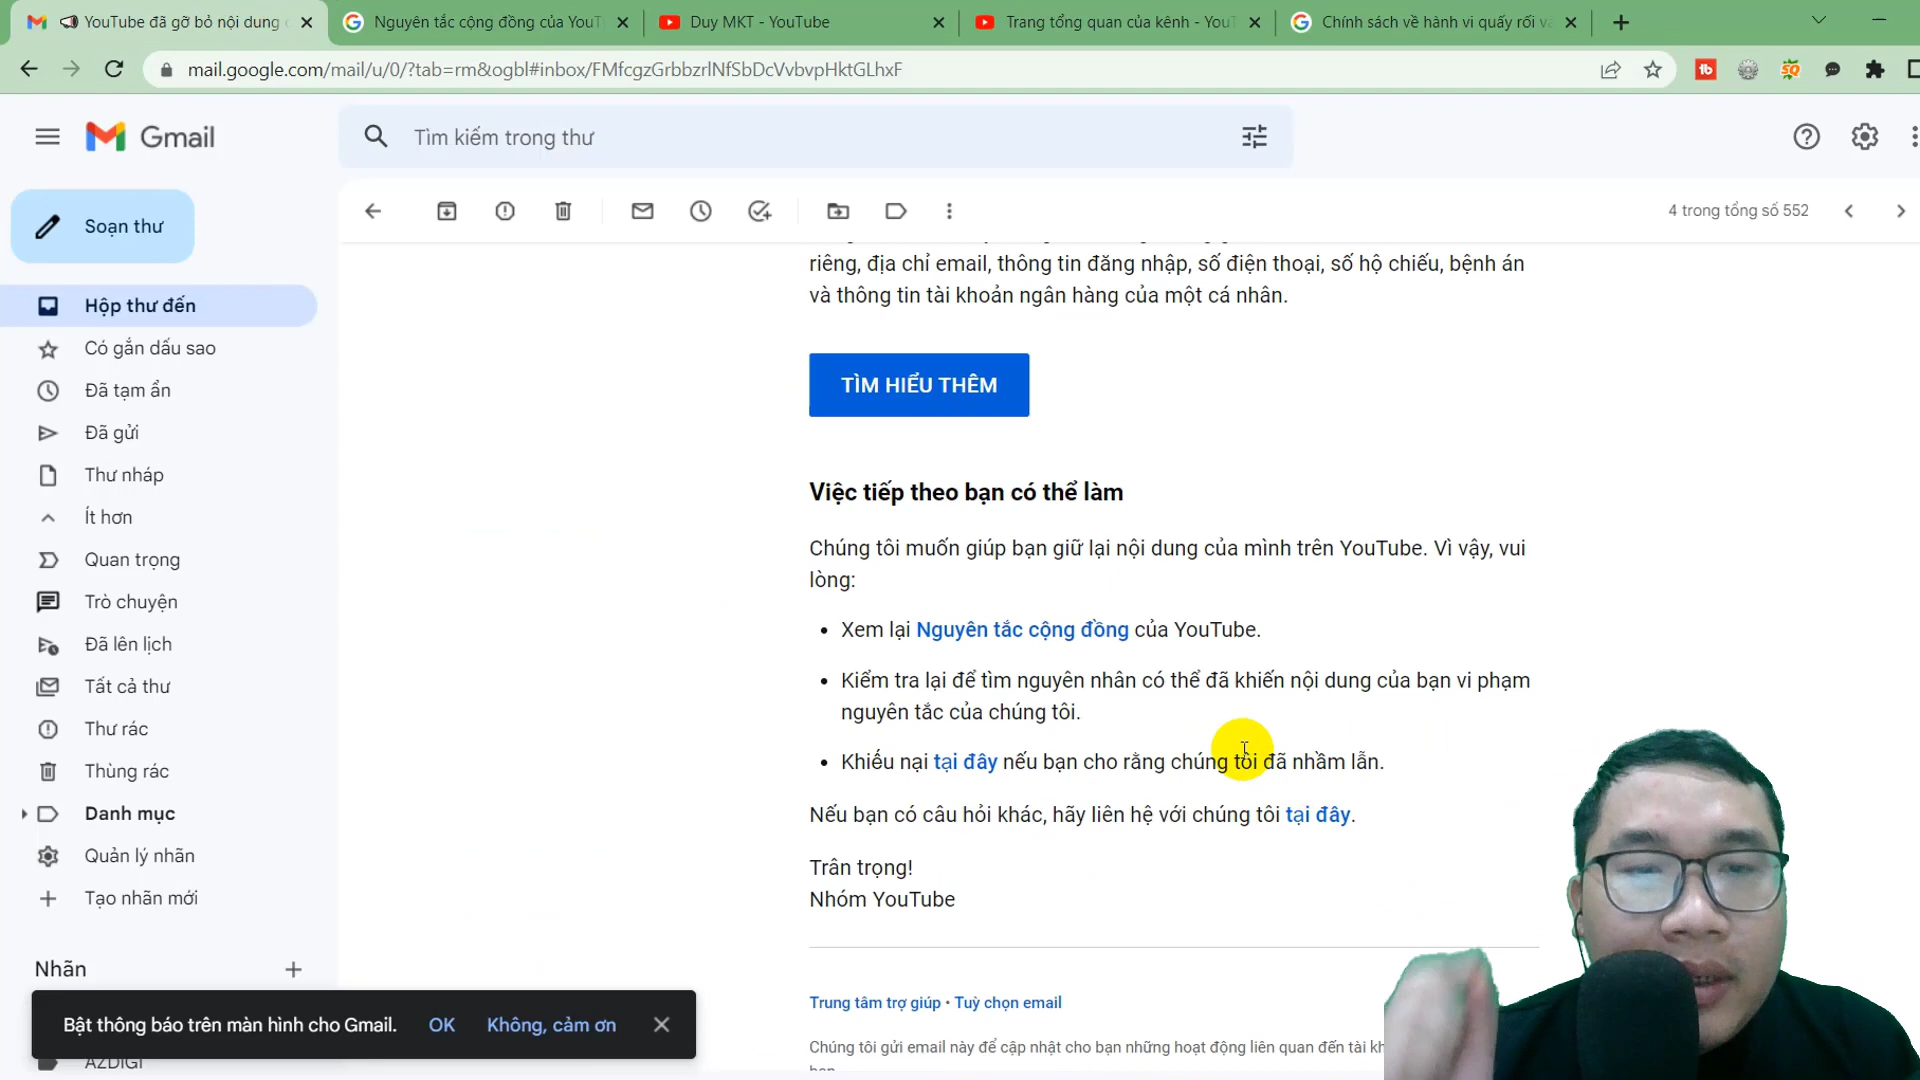 YouTube đã gỡ bỏ nội dung
Nguyên tắc cộng đồng của YouT
Duy MKT - YouTube
Trang tổng quan của kênh - YouT
Chính sách về hành vi quấy rối và
mail.google.com/mail/u/0/?tab=rm&ogbl#inbox/FMfcgzGrbbzrlNfSbDcVvbvpHktGLhxF
Gmail
Tìm kiếm trong thư
Soạn thư
4 trong tổng số 552
Hộp thư đến
Có gắn dấu sao
Đã tạm ẩn
Đã gửi
Thư nháp
Ít hơn
Quan trọng
Trò chuyện
Đã lên lịch
Tất cả thư
Thư rác
Thùng rác
Danh mục
Quản lý nhãn
Tạo nhãn mới
Nhãn
AZDIGI
riêng, địa chỉ email, thông tin đăng nhập, số điện thoại, số hộ chiếu, bệnh án
và thông tin tài khoản ngân hàng của một cá nhân.
TÌM HIỂU THÊM
Việc tiếp theo bạn có thể làm
Chúng tôi muốn giúp bạn giữ lại nội dung của mình trên YouTube. Vì vậy, vui
lòng:
• Xem lại Nguyên tắc cộng đồng của YouTube.
• Kiểm tra lại để tìm nguyên nhân có thể đã khiến nội dung của bạn vi phạm
nguyên tắc của chúng tôi.
• Khiếu nại tại đây nếu bạn cho rằng chúng tôi đã nhầm lẫn.
Nếu bạn có câu hỏi khác, hãy liên hệ với chúng tôi tại đây.
Trân trọng!
Nhóm YouTube
Trung tâm trợ giúp • Tuỳ chọn email
Chúng tôi gửi email này để cập nhật cho bạn những hoạt động liên quan đến tài
Bật thông báo trên màn hình cho Gmail. OK Không, cảm ơn